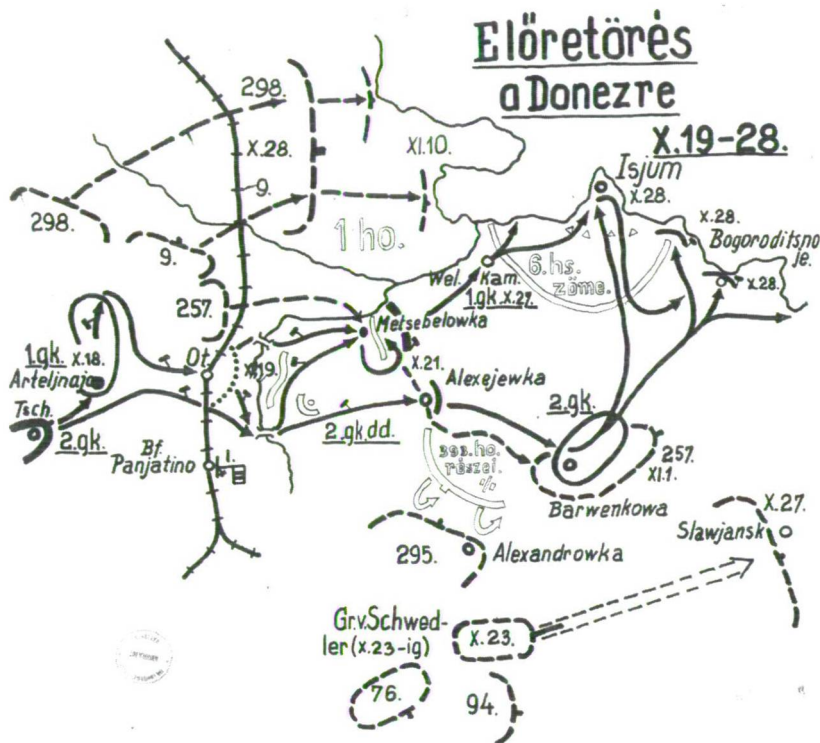 Előretörés
a Donezre
X.19-28.
298.
X.28.
9.
XI.10.
Isjum
X.28.
298.
9.
1 ho.
X.28.
Bogoroditsno
je.
X.28.
6.hs.
zöme.
Wel. Kam.
1.gk.X.27.
257.
Metsebelowka
1.gk. X.18.
Arteljnaja
Ot.
X.19.
X.21.
Alexejewka
Tsch.
2.gk.
2.gk.dd.
2.gk.
Bf.
Panjatino
393.ho.
részei.
257.
XI.1.
Barwenkowa
X.27.
Slawjansk
295.
Alexandrowka
Gr.v.Schwed-
ler (X.23-ig)
X.23.
76.
94.